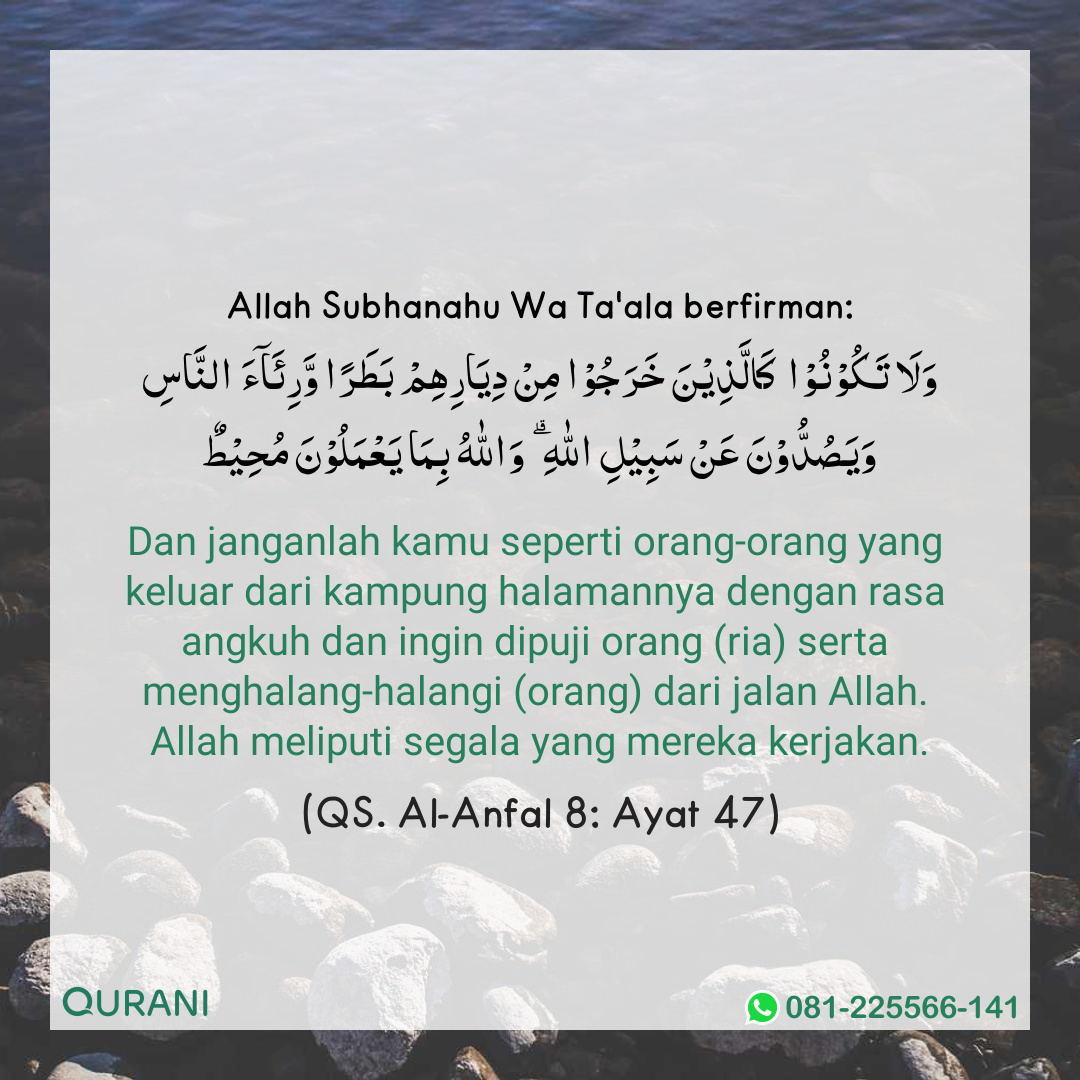 Allah Subhanahu Wa Ta'ala berfirman:
وَلَا تَكُوْنُوْا كَالَّذِيْنَ خَرَجُوْا مِنْ دِيَارِهِمْ بَطَرًا وَّرِئَآءَ النَّاسِ
وَيَصُدُّوْنَ عَنْ سَبِيْلِ اللّٰهِ ۗ وَاللّٰهُ بِمَا يَعْمَلُوْنَ مُحِيْطٌ
Dan janganlah kamu seperti orang-orang yang
keluar dari kampung halamannya dengan rasa
angkuh dan ingin dipuji orang (ria) serta
menghalang-halangi (orang) dari jalan Allah.
Allah meliputi segala yang mereka kerjakan.
(QS. Al-Anfal 8: Ayat 47)
QURANI
081-225566-141